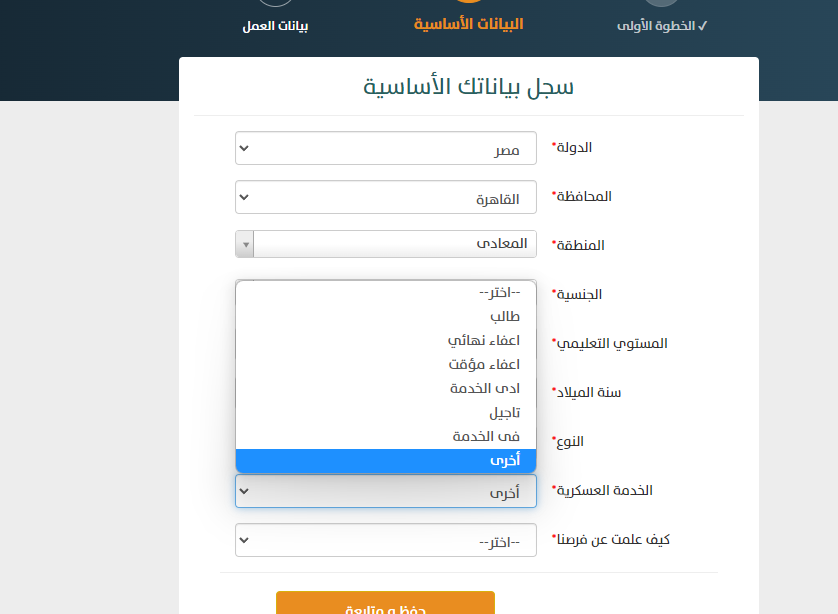 ✓ الخطوة الأولى
البيانات الأساسية
بيانات العمل
سجل بياناتك الأساسية
الدولة*
مصر
المحافظة*
القاهرة
المنطقة*
المعادى
الجنسية*
المستوي التعليمي*
سنة الميلاد*
النوع*
--اختر--
طالب
اعفاء نهائي
اعفاء مؤقت
ادى الخدمة
تاجيل
فى الخدمة
أخرى
الخدمة العسكرية*
أخرى
كيف علمت عن فرصنا*
--اختر--
حفظ و متابعة